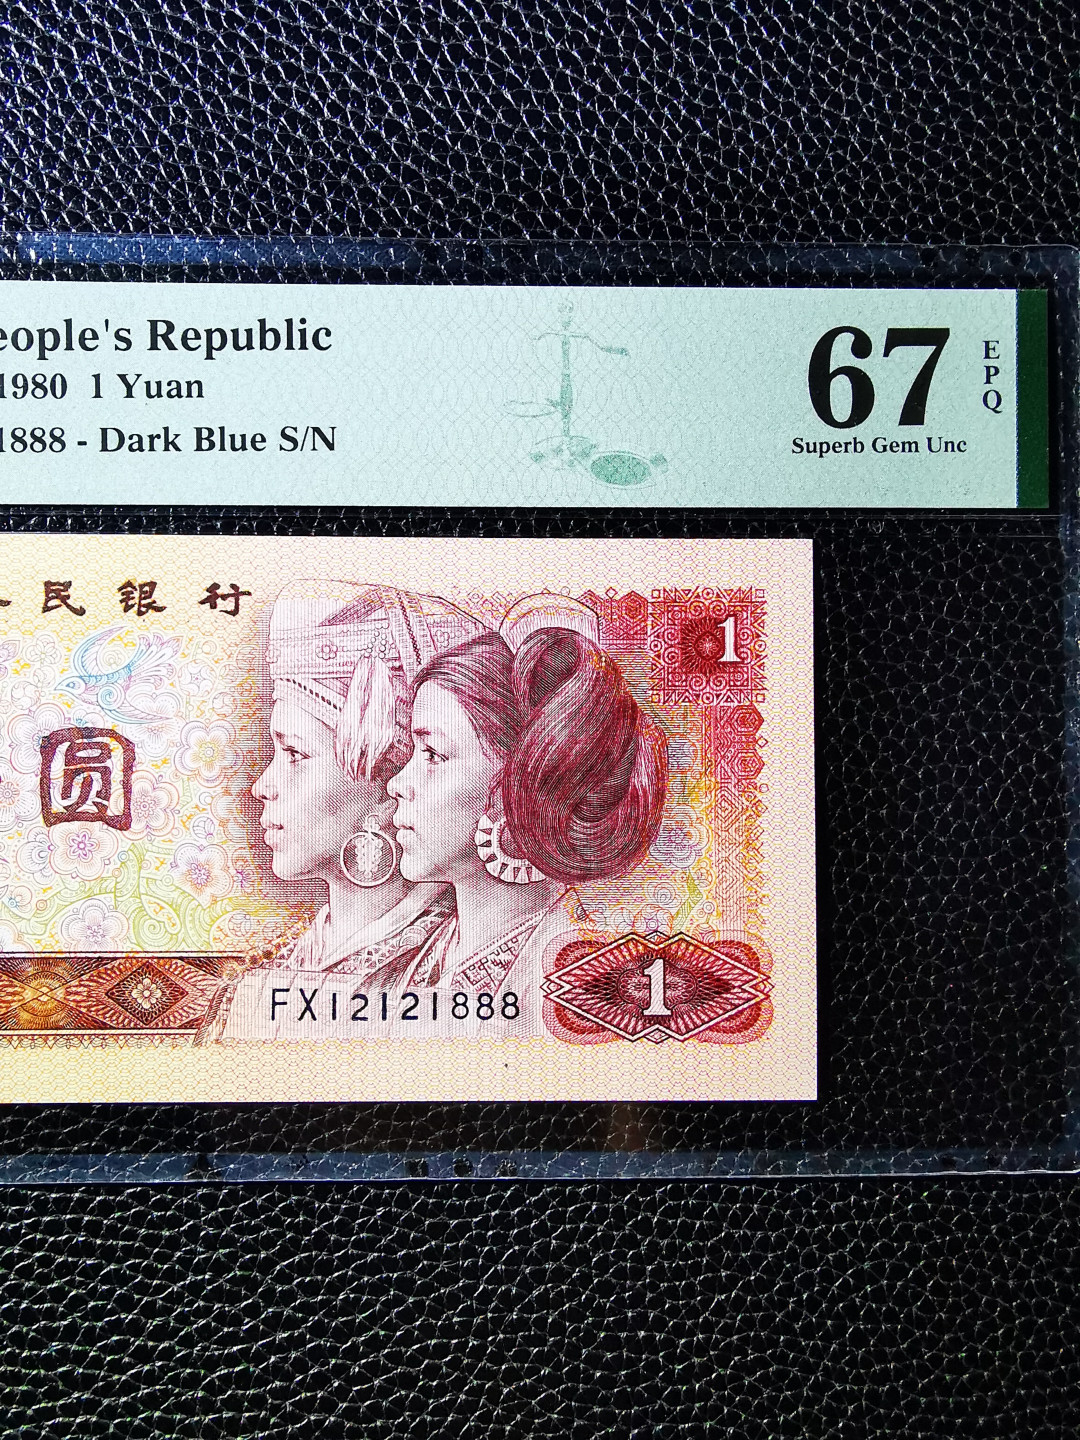 eople's Republic
1980 1 Yuan
1888 - Dark Blue S/N
67
EPQ
Superb Gem Unc
民银行
1
圆
FX12121888
1